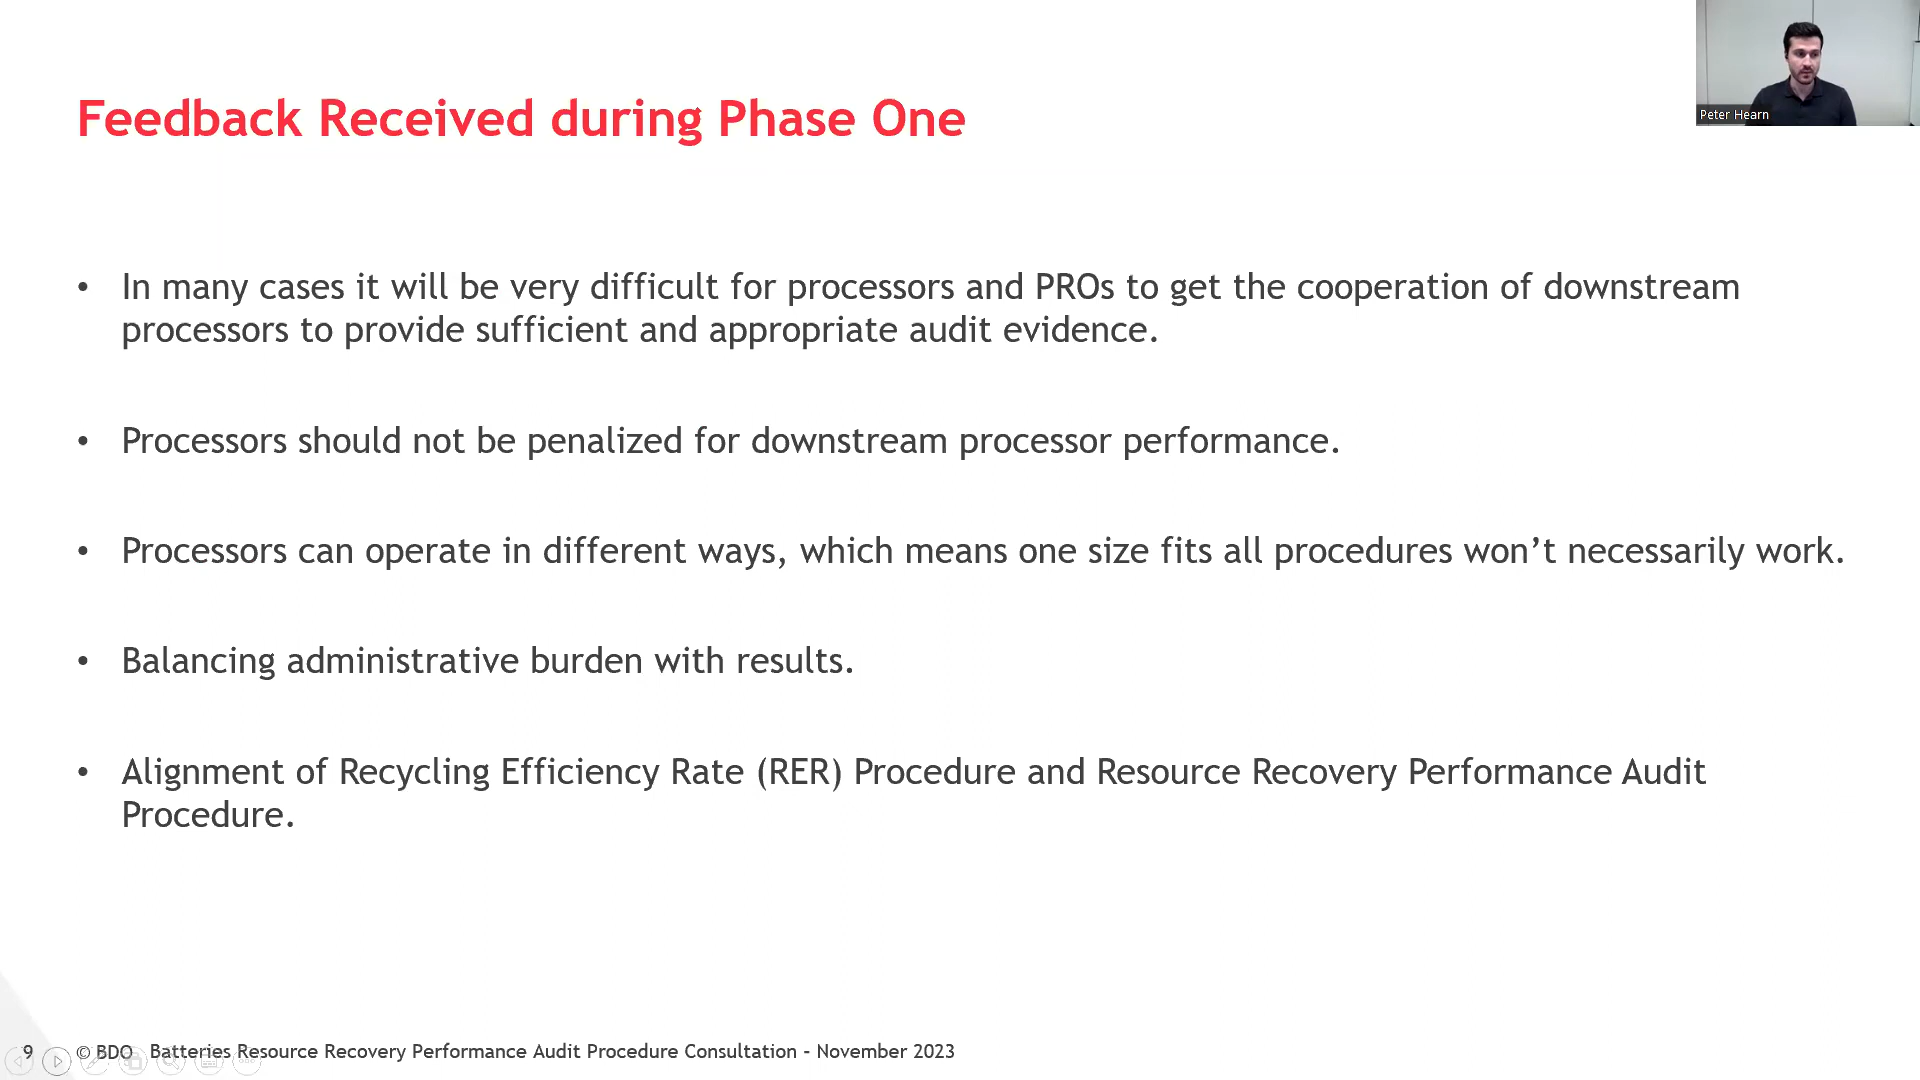 Feedback Received during Phase One
Peter Hearn
• In many cases it will be very difficult for processors and PROs to get the cooperation of downstream
processors to provide sufficient and appropriate audit evidence.
• Processors should not be penalized for downstream processor performance.
• Processors can operate in different ways, which means one size fits all procedures won’t necessarily work.
• Balancing administrative burden with results.
• Alignment of Recycling Efficiency Rate (RER) Procedure and Resource Recovery Performance Audit
Procedure.
9 © BDO Batteries Resource Recovery Performance Audit Procedure Consultation - November 2023